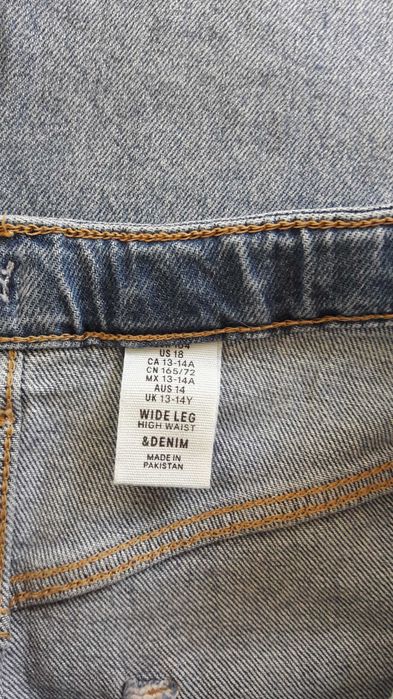 US 18
CA 13-14A
CN 165/72
MX 13-14A
AUS 14
UK 13-14Y
WIDE LEG
HIGH WAIST
&DENIM
MADE IN
PAKISTAN